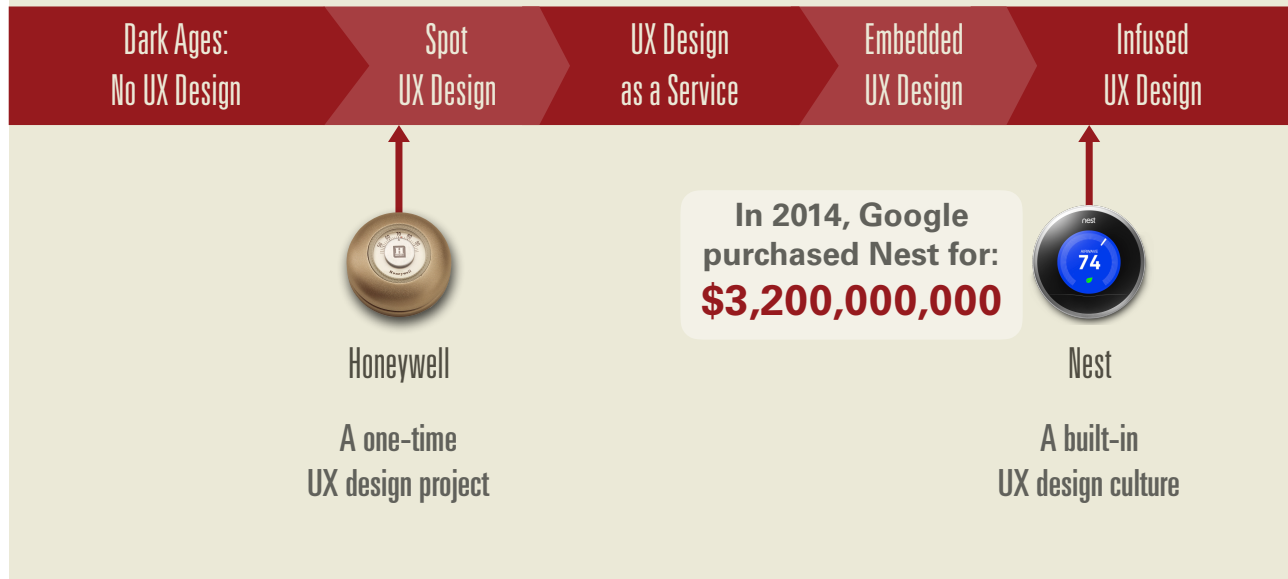 Dark Ages:
No UX Design
Spot
UX Design
UX Design
as a Service
Embedded
UX Design
Infused
UX Design
In 2014, Google
purchased Nest for:
$3,200,000,000
Honeywell
nest
74
Honeywell
A one-time
UX design project
Nest
A built-in
UX design culture